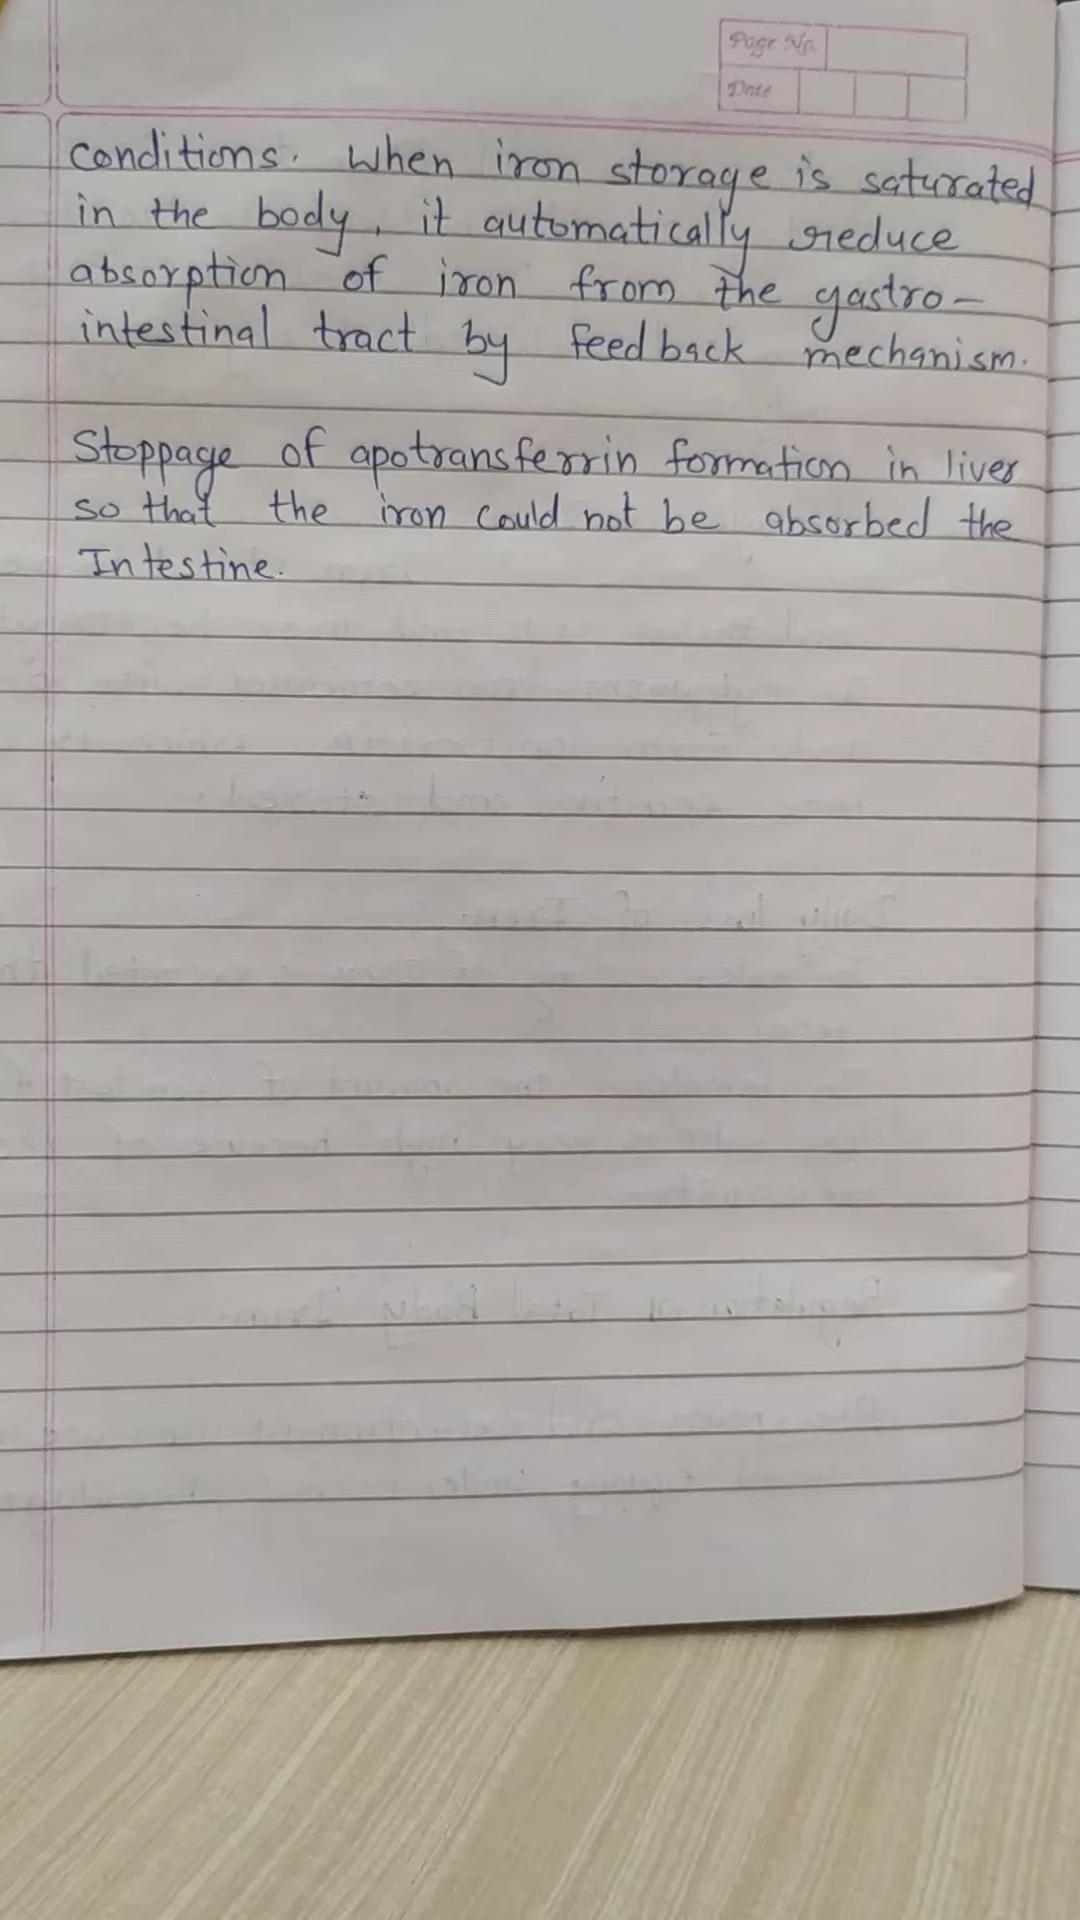 Page No.
Date
conditions. When iron storage is saturated
in the body, it automatically reduce
absorption of iron from the gastro-
intestinal tract by feedback mechanism.
Stoppage of apotransferrin formation in liver
so that the iron could not be absorbed the
Intestine.